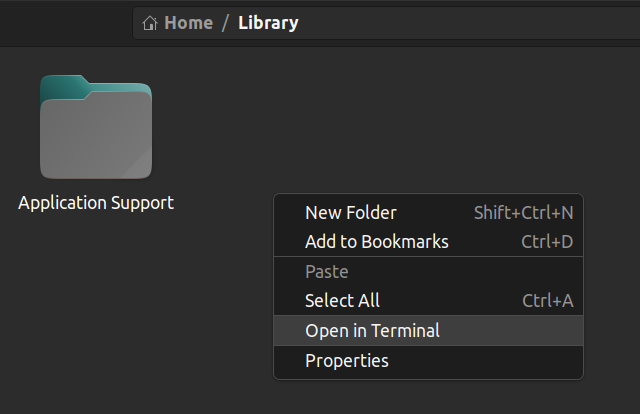 Home / Library
Application Support
New Folder Shift+Ctrl+N
Add to Bookmarks Ctrl+D
Paste
Select All Ctrl+A
Open in Terminal
Properties